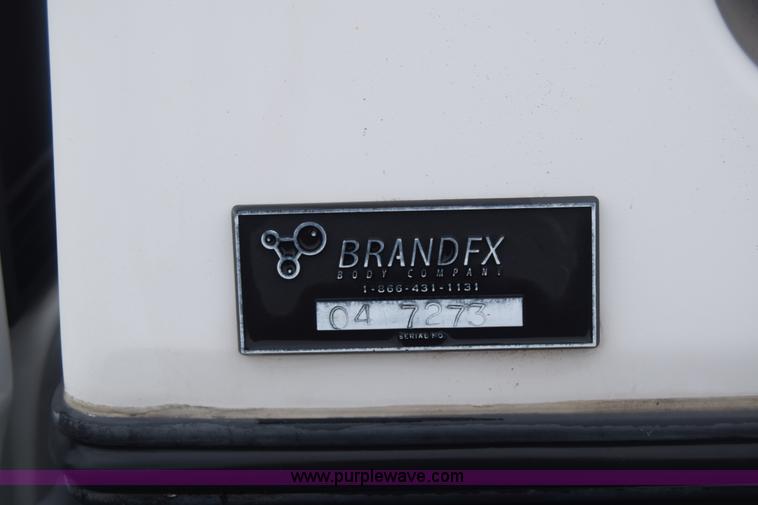 BRANDFX
BODY COMPANY
1-866-431-1131
04 7273
SERIAL NO.
www.purplewave.com